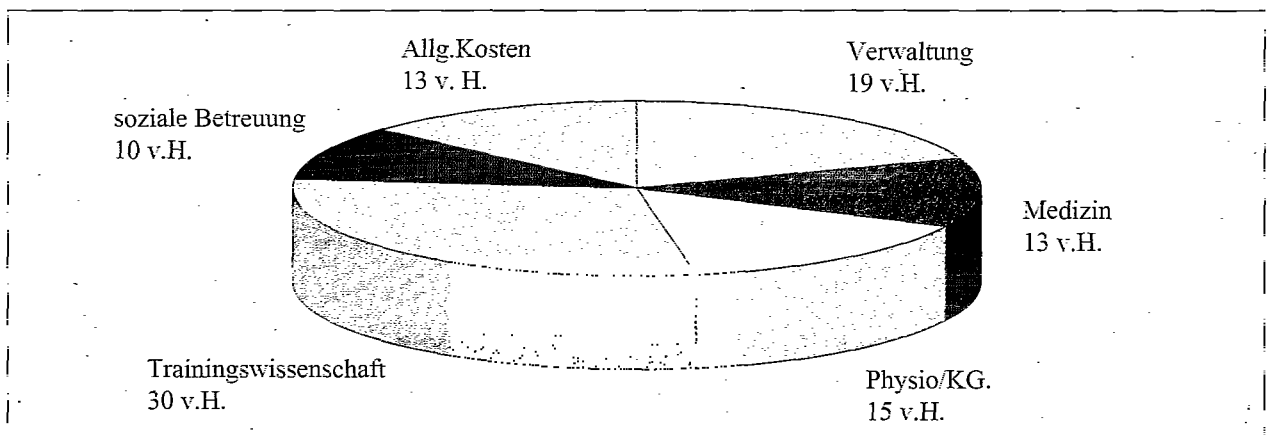 Allg.Kosten
13 v. H.
Verwaltung
19 v.H.
soziale Betreuung
10 v.H.
Medizin
13 v.H.
Trainingswissenschaft
30 v.H.
Physio/KG.
15 v.H.